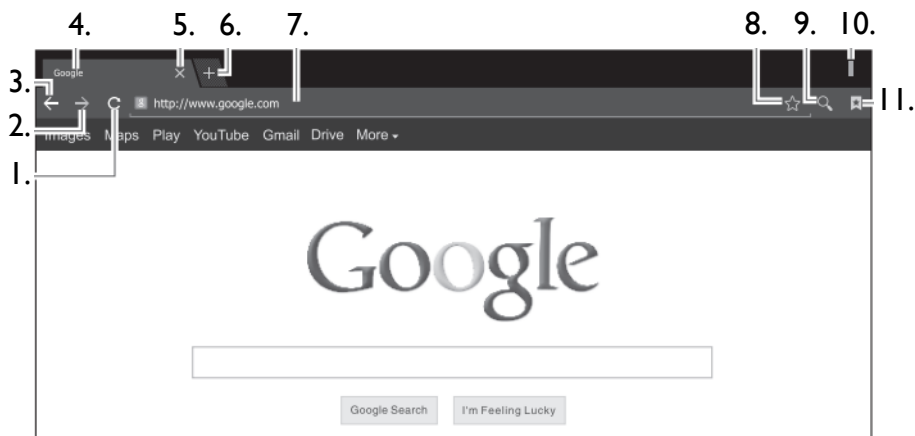 4. 5. 6. 7. 8. 9. 10.
Google
3.
http://www.google.com
11.
2.
Images Maps Play YouTube Gmail Drive More
1.
Google
Google Search I'm Feeling Lucky